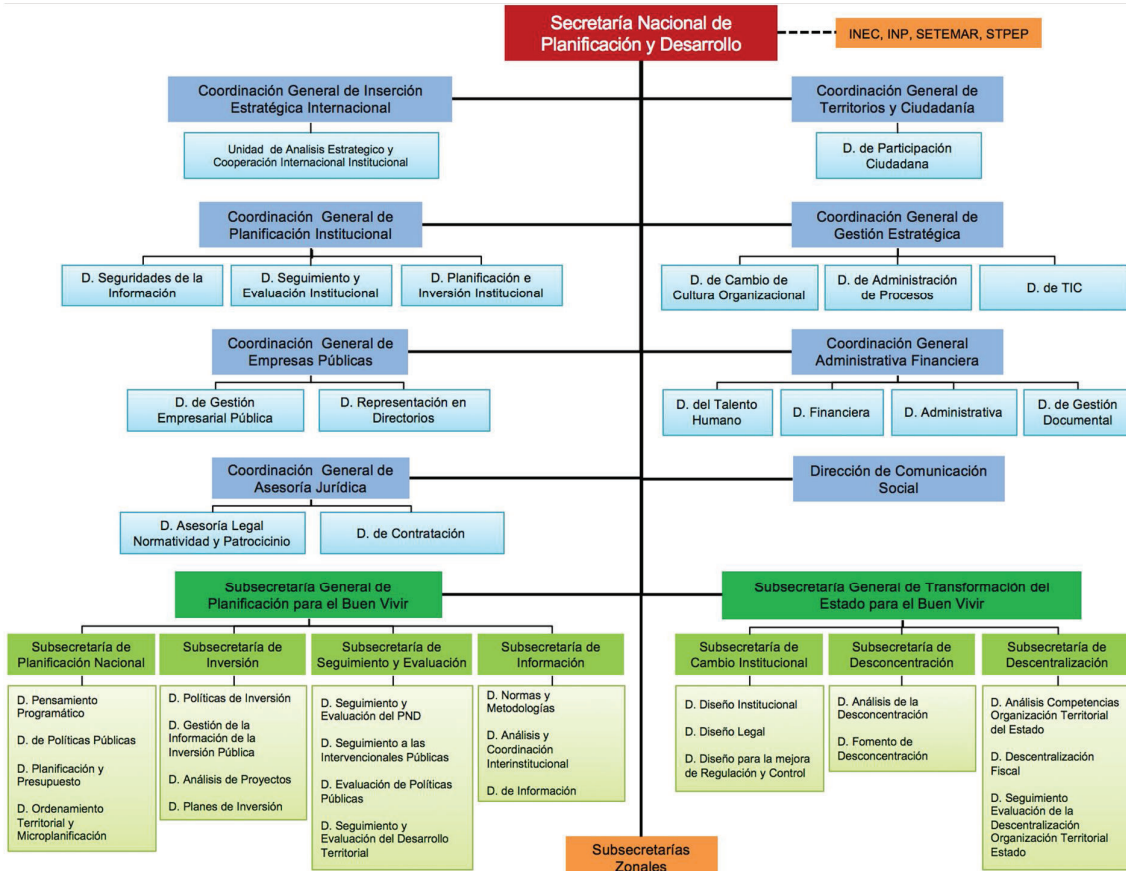 Secretaría Nacional de
Planificación y Desarrollo
INEC, INP, SETEMAR, STPEP
Coordinación General de Inserción
Estratégica Internacional
Coordinación General de
Territorios y Ciudadanía
Unidad de Analisis Estrategico y
Cooperación Internacional Institucional
D. de Participación
Ciudadana
Coordinación General de
Planificación Institucional
Coordinación General de
Gestión Estratégica
D. Seguridades de la
Información
D. Seguimiento y
Evaluación Institucional
D. Planificación e
Inversión Institucional
D. de Cambio de
Cultura Organizacional
D. de Administración
de Procesos
D. de TIC
Coordinación General de
Empresas Públicas
Coordinación General
Administrativa Financiera
D. de Gestión
Empresarial Pública
D. Representación en
Directorios
D. del Talento
Humano
D. Financiera
D. Administrativa
D. de Gestión
Documental
Coordinación General de
Asesoría Jurídica
Dirección de Comunicación
Social
D. Asesoría Legal
Normatividad y Patrocicinio
D. de Contratación
Subsecretaría General de
Planificación para el Buen Vivir
Subsecretaría General de Transformación del
Estado para el Buen Vivir
Subsecretaría de
Planificación Nacional
Subsecretaría de
Inversión
Subsecretaría de
Seguimiento y Evaluación
Subsecretaría de
Información
Subsecretaría de
Cambio Institucional
Subsecretaría de
Desconcentración
Subsecretaría de
Descentralización
D. Pensamiento
Programático
D. de Políticas Públicas
D. Planificación y
Presupuesto
D. Ordenamiento
Territorial y
Microplanificación
D. Políticas de Inversión
D. Gestión de la
Información de la
Inversión Pública
D. Análisis de Proyectos
D. Planes de Inversión
D. Seguimiento y
Evaluación del PND
D. Seguimiento a las
Intervencionales Públicas
D. Evaluación de Políticas
Públicas
D. Seguimiento y
Evaluación del Desarrollo
Territorial
D. Normas y
Metodologías
D. Análisis y
Coordinación
Interinstitucional
D. de Información
D. Diseño Institucional
D. Diseño Legal
D. Diseño para la mejora
de Regulación y Control
D. Análisis de la
Desconcentración
D. Fomento de
Desconcentración
D. Análisis Competencias
Organización Territorial
del Estado
D. Descentralización
Fiscal
D. Seguimiento
Evaluación de la
Descentralización
Organización Territorial
Estado
Subsecretarías
Zonales